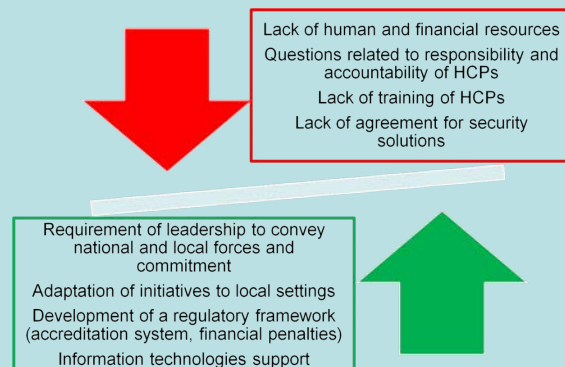 Lack of human and financial resources
Questions related to responsibility and
accountability of HCPs
Lack of training of HCPs
Lack of agreement for security
solutions
Requirement of leadership to convey
national and local forces and
commitment
Adaptation of initiatives to local settings
Development of a regulatory framework
(accreditation system, financial penalties)
Information technologies support